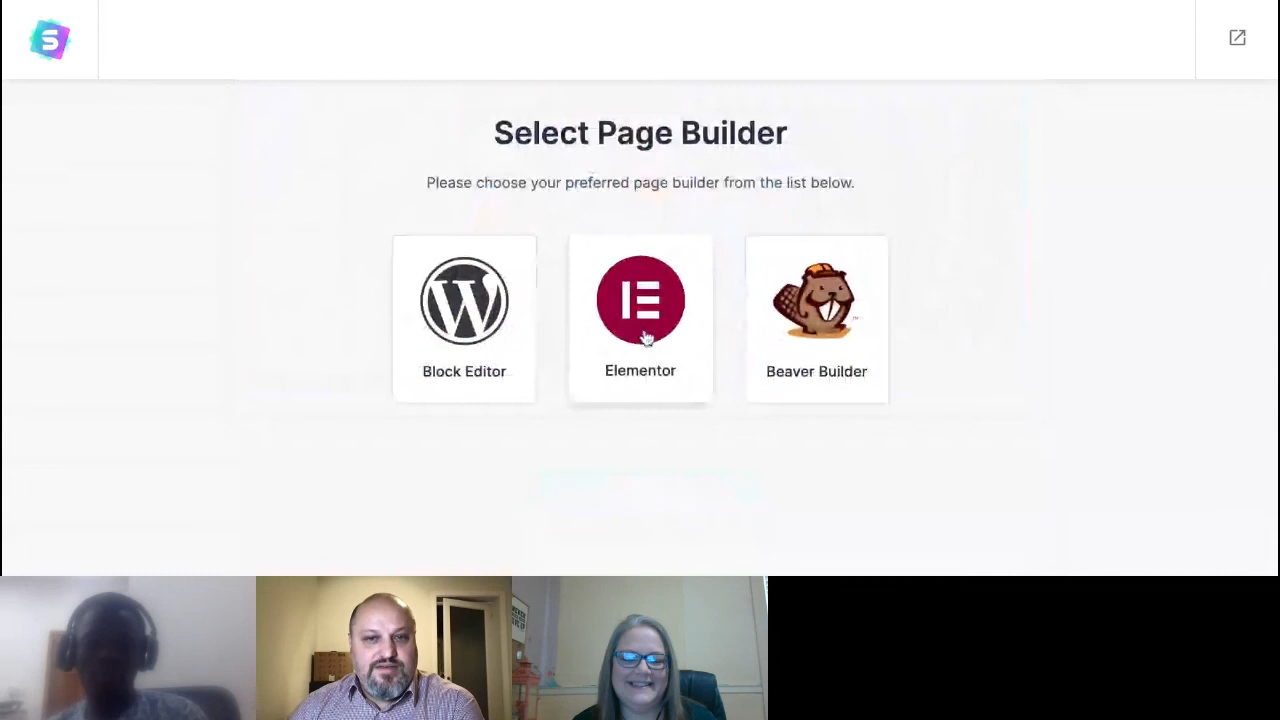 Select Page Builder
Please choose your preferred page builder from the list below.
Block Editor
Elementor
Beaver Builder